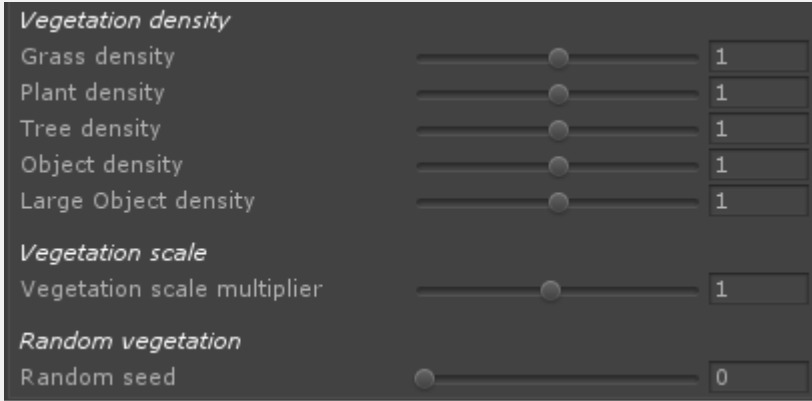 Vegetation density
Grass density 1
Plant density 1
Tree density 1
Object density 1
Large Object density 1
Vegetation scale
Vegetation scale multiplier 1
Random vegetation
Random seed 0